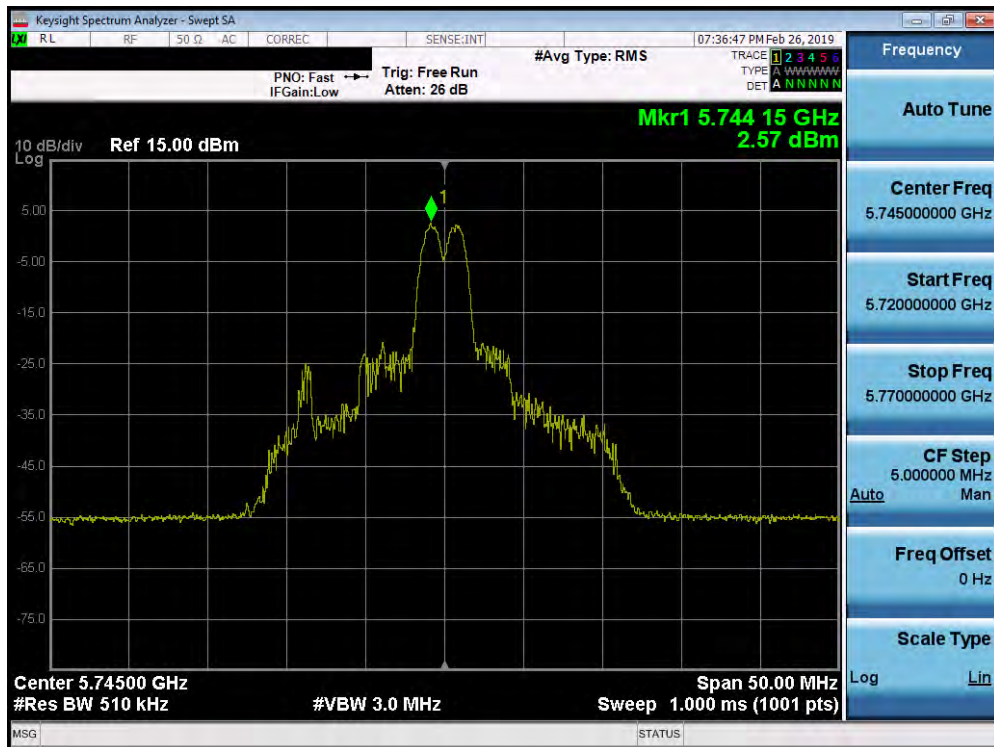 Keysight Spectrum Analyzer - Swept SA
LXI RL RF 50 Ω AC CORREC SENSE:INT 07:36:47 PM Feb 26, 2019
Frequency
#Avg Type: RMS
TRACE 1 2 3 4 5 6
PNO: Fast Trig: Free Run
TYPE A WWWWW
IFGain:Low Atten: 26 dB
DET A N N N N N
Auto Tune
Mkr1 5.744 15 GHz
2.57 dBm
10 dB/div Ref 15.00 dBm
Log
1
5.00
-5.00
-15.0
-25.0
-35.0
-45.0
-55.0
-65.0
-75.0
Center Freq
5.745000000 GHz
Start Freq
5.720000000 GHz
Stop Freq
5.770000000 GHz
CF Step
5.000000 MHz
Auto Man
Freq Offset
0 Hz
Scale Type
Log Lin
Center 5.74500 GHz Span 50.00 MHz
#Res BW 510 kHz #VBW 3.0 MHz Sweep 1.000 ms (1001 pts)
MSG STATUS